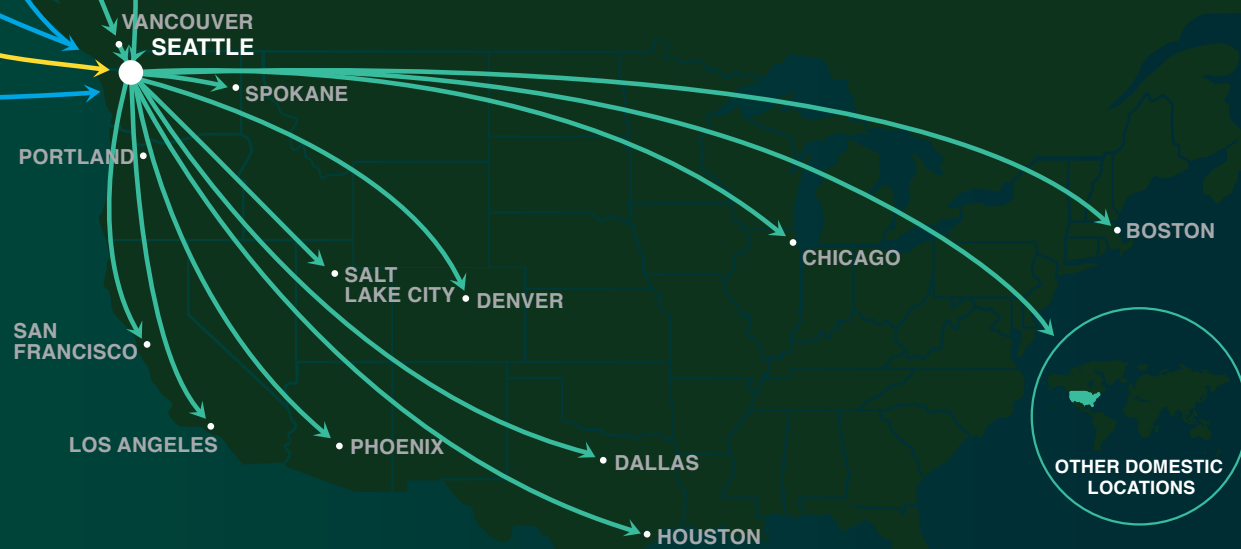 VANCOUVER
SEATTLE
SPOKANE
PORTLAND
BOSTON
CHICAGO
SALT
LAKE CITY
DENVER
SAN
FRANCISCO
LOS ANGELES
PHOENIX
DALLAS
OTHER DOMESTIC
LOCATIONS
HOUSTON